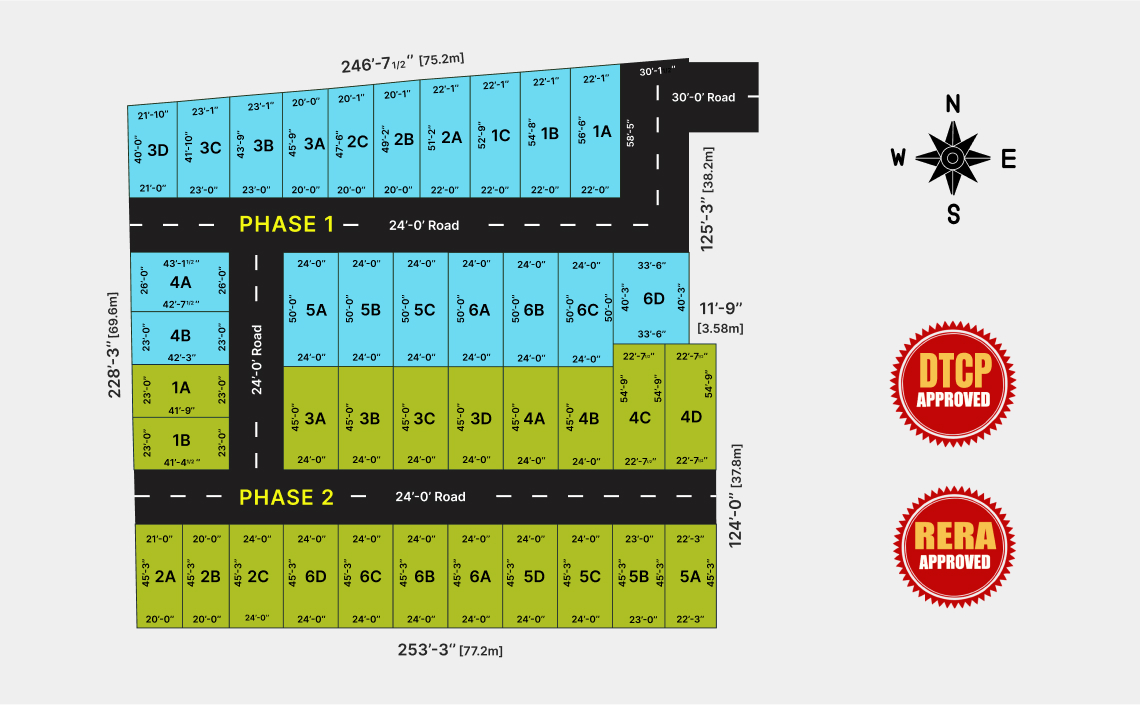 246'-7 1/2" [75.2m]
30'-1
30'-0' Road
21'-10" 23'-1" 23'-1" 20'-0" 20'-1" 20'-1" 22'-1" 22'-1" 22'-1" 22'-1"
40'-0" 3D 41'-10" 3C 43'-9" 3B 45'-9" 3A 47'-6" 2C 49'-2" 2B 51'-2" 2A 52'-9" 1C 54'-8" 1B 56'-6" 1A 58'-5"
21'-0" 23'-0" 23'-0" 20'-0" 20'-0" 20'-0" 22'-0" 22'-0" 22'-0" 22'-0"
N
W E
S
125'-3" [38.2m]
PHASE 1 24'-0' Road
228'-3" [69.6m]
43'-1 1/2"
26'-0" 4A 26'-0"
42'-7 1/2"
23'-0" 4B 23'-0"
42'-3"
23'-0" 1A 23'-0"
41'-9"
23'-0" 1B 23'-0"
41'-4 1/2"
24'-0' Road
24'-0" 24'-0" 24'-0" 24'-0" 24'-0" 24'-0" 33'-6"
50'-0" 5A 50'-0" 5B 50'-0" 5C 50'-0" 6A 50'-0" 6B 50'-0" 6C 50'-0" 40'-3" 6D 40'-3"
33'-6"
24'-0" 24'-0" 24'-0" 24'-0" 24'-0" 24'-0"
11'-9"
[3.58m]
22'-7 22'-7
45'-0" 3A 45'-0" 3B 45'-0" 3C 45'-0" 3D 45'-0" 4A 45'-0" 4B 54'-9" 4C 54'-9" 4D 54'-9"
24'-0" 24'-0" 24'-0" 24'-0" 24'-0" 24'-0" 22'-7 22'-7
DTCP
APPROVED
124'-0" [37.8m]
PHASE 2 24'-0' Road
21'-0" 20'-0" 24'-0" 24'-0" 24'-0" 24'-0" 24'-0" 24'-0" 24'-0" 23'-0" 22'-3"
45'-3" 2A 45'-3" 2B 45'-3" 2C 45'-3" 6D 45'-3" 6C 45'-3" 6B 45'-3" 6A 45'-3" 5D 45'-3" 5C 45'-3" 5B 45'-3" 5A 45'-3"
20'-0" 20'-0" 24'-0" 24'-0" 24'-0" 24'-0" 24'-0" 24'-0" 24'-0" 23'-0" 22'-3"
RERA
APPROVED
253'-3" [77.2m]